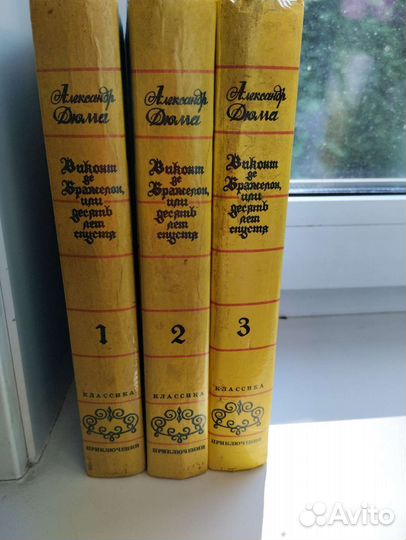 Александр
Дюма
Виконт
де
Бражелон,
или
десять
лет
спустя
1
КЛАССИКА
ПРИКЛЮЧЕНИЯ
Александр
Дюма
Виконт
де
Бражелон,
или
десять
лет
спустя
2
КЛАССИКА
ПРИКЛЮЧЕНИЯ
Александр
Дюма
Виконт
де
Бражелон,
или
десять
лет
спустя
3
КЛАССИКА
ПРИКЛЮЧЕНИЯ
Avito